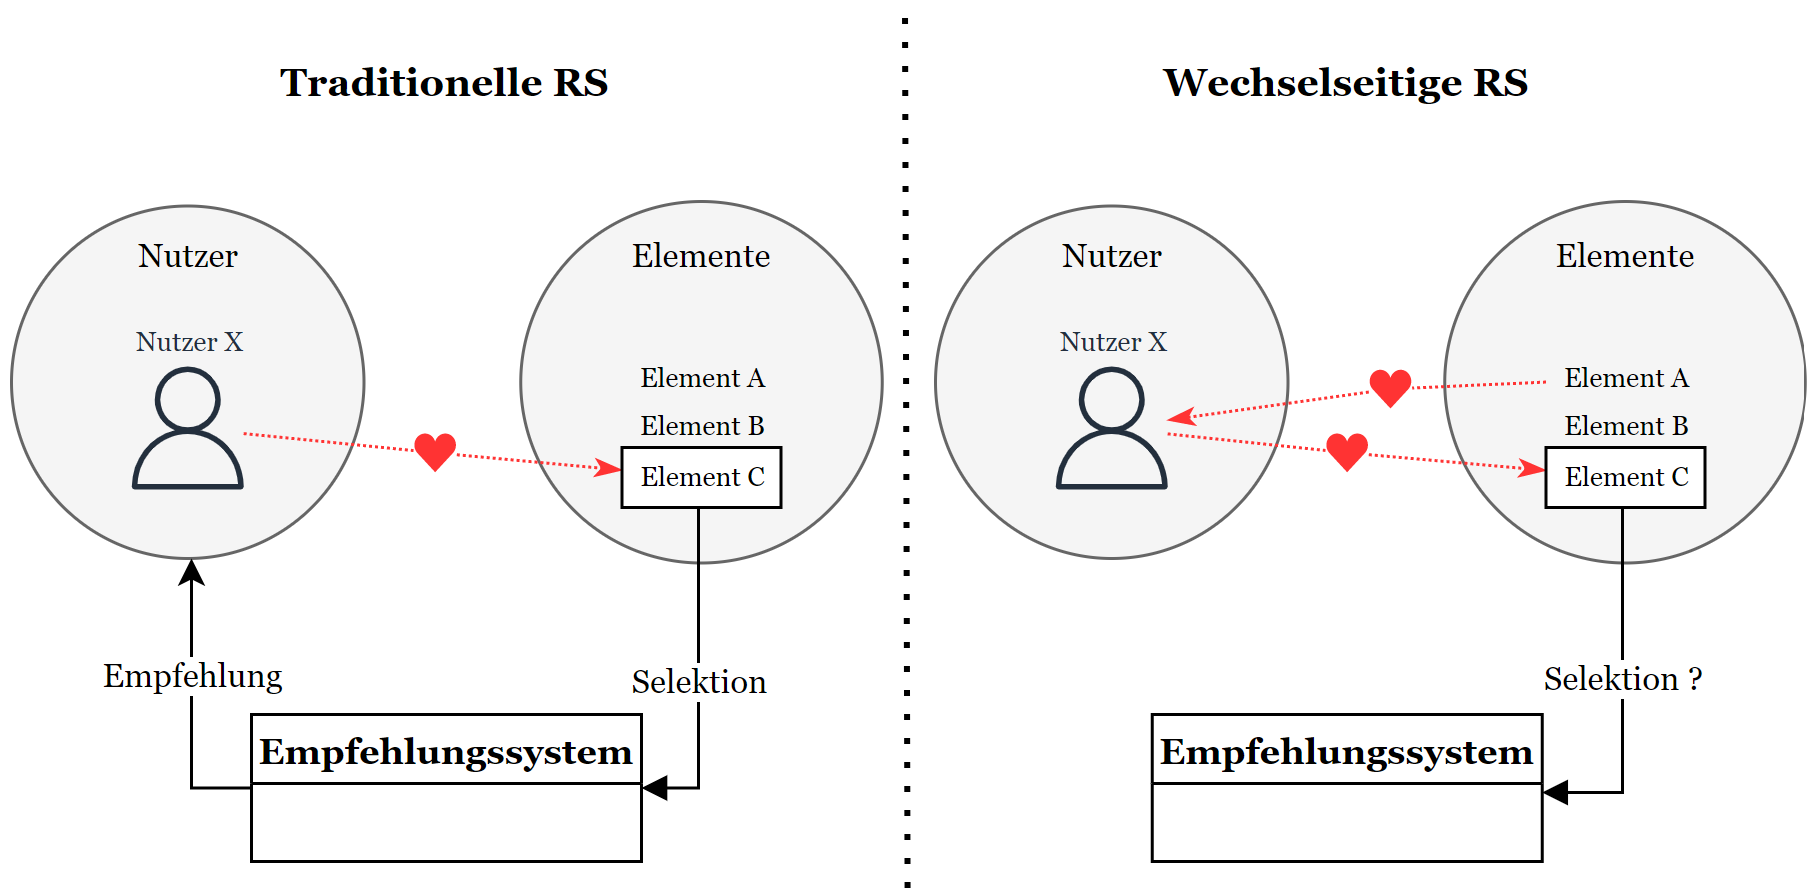 Traditionelle RS
Nutzer
Elemente
Nutzer X
Element A
Element B
Element C
Empfehlung
Selektion
Empfehlungssystem
Wechselseitige RS
Nutzer
Elemente
Nutzer X
Element A
Element B
Element C
Selektion ?
Empfehlungssystem